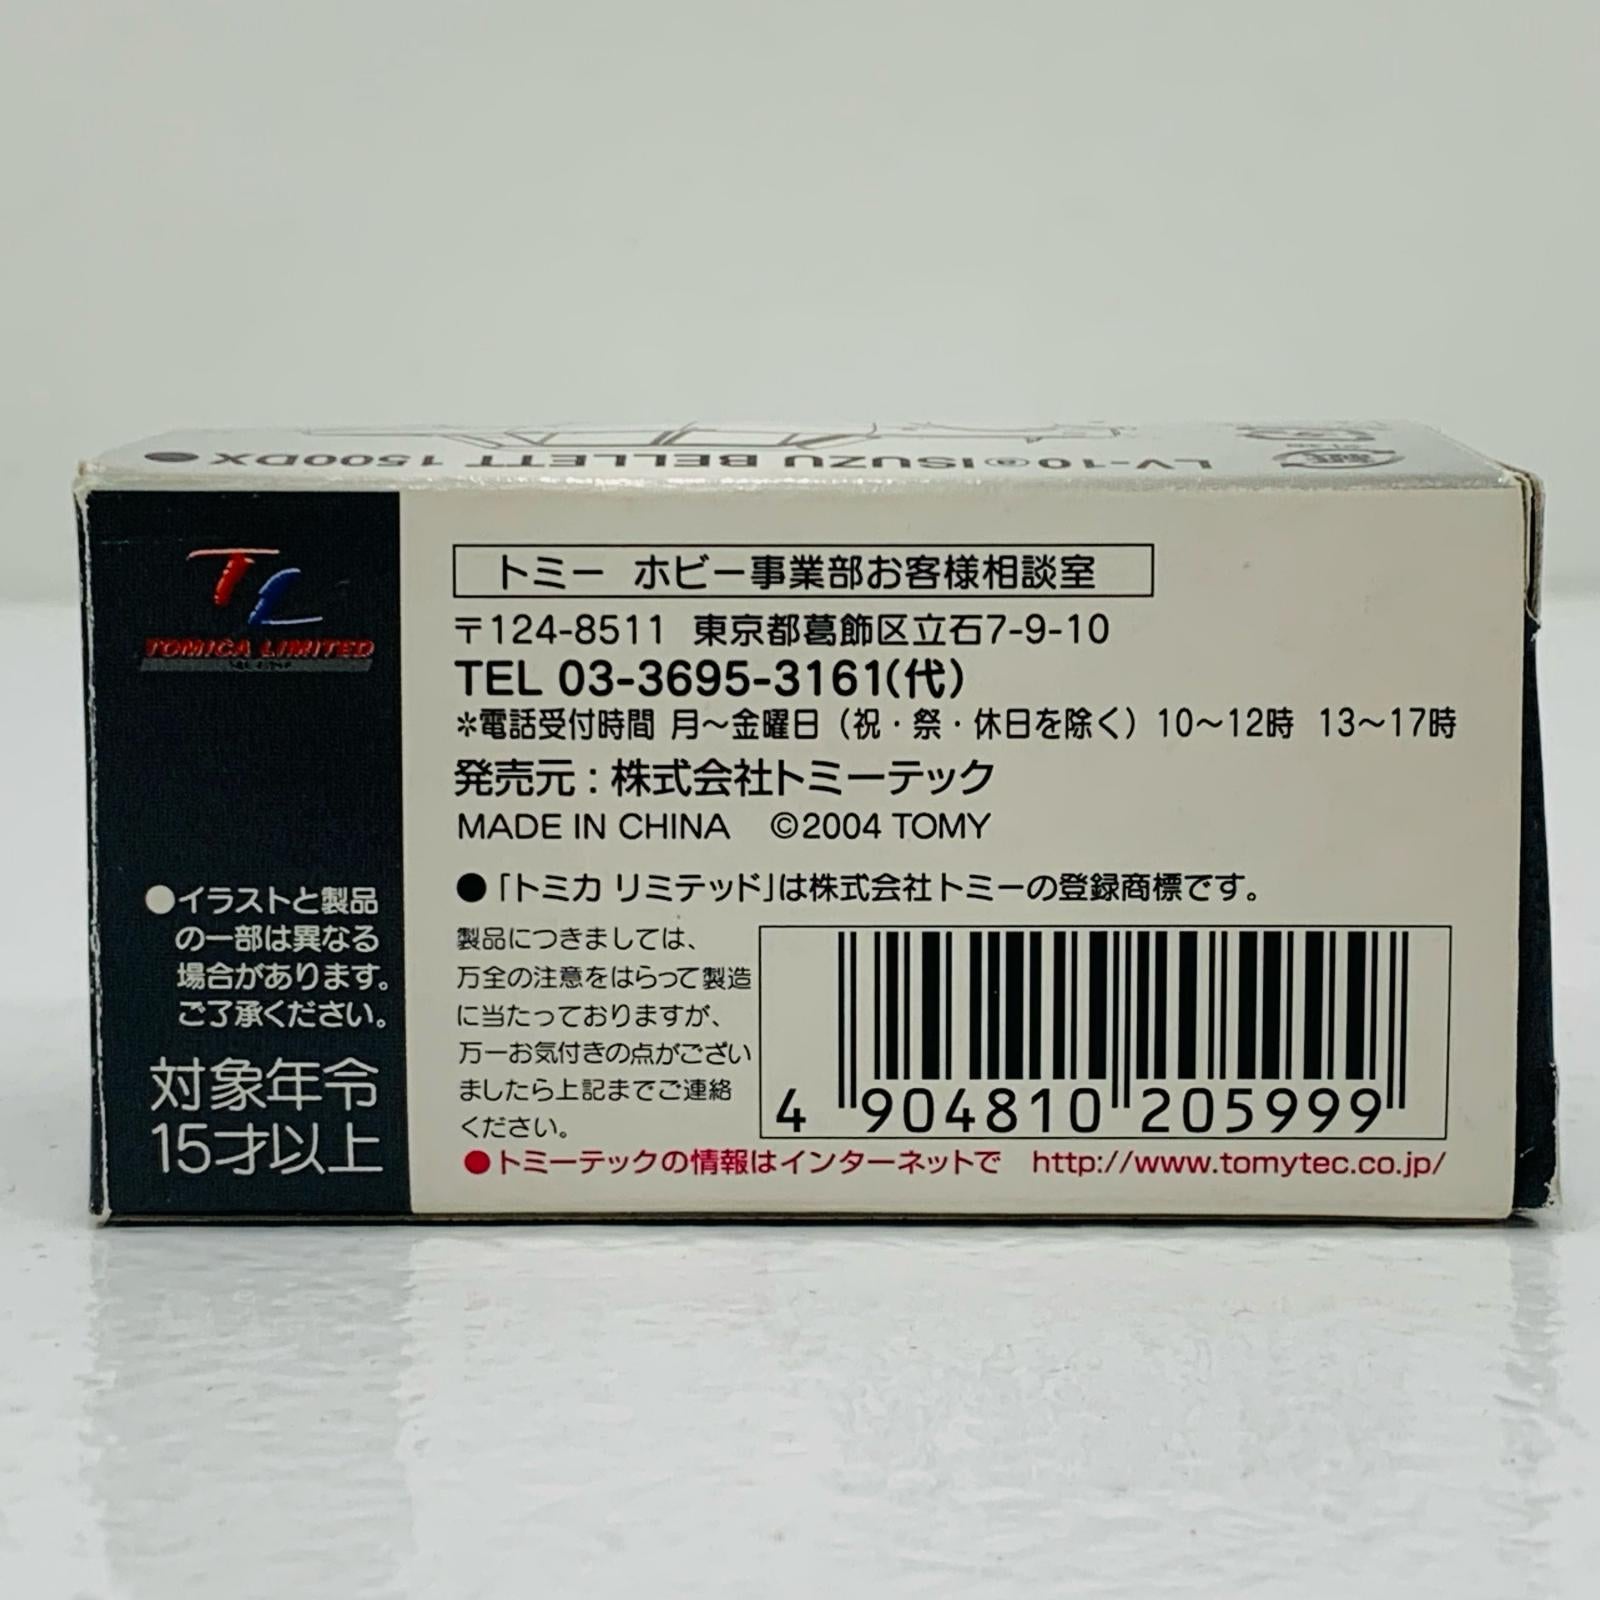 LV-10ⓐISUZU BELLETT 1500DX ●
TL
TOMICA LIMITED
●イラストと製品
の一部は異なる
場合があります。
ご了承ください。
対象年令
15才以上
トミー ホビー事業部お客様相談室
〒124-8511 東京都葛飾区立石7-9-10
TEL 03-3695-3161(代)
＊電話受付時間 月〜金曜日（祝・祭・休日を除く）10〜12時 13〜17時
発売元：株式会社トミーテック
MADE IN CHINA ©2004 TOMY
●「トミカ リミテッド」は株式会社トミーの登録商標です。
製品につきましては、
万全の注意をはらって製造
に当たっておりますが、
万一お気付きの点がござい
ましたら上記までご連絡
ください。
4 904810 205999
●トミーテックの情報はインターネットで http://www.tomytec.co.jp/